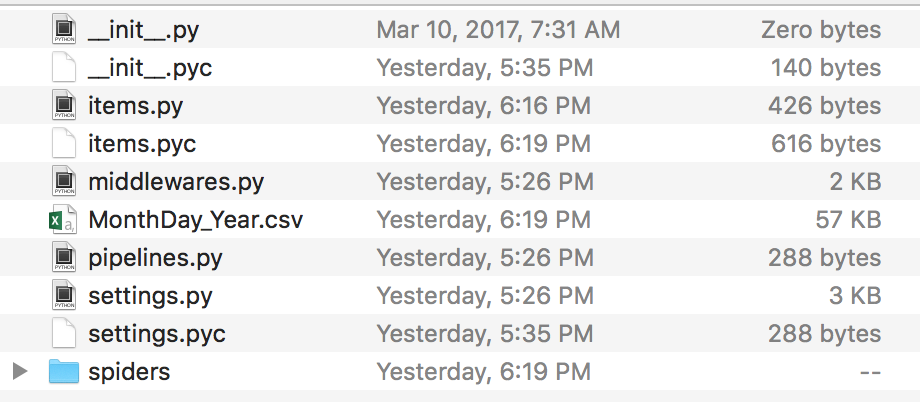 __init__.py Mar 10, 2017, 7:31 AM Zero bytes
__init__.pyc Yesterday, 5:35 PM 140 bytes
items.py Yesterday, 6:16 PM 426 bytes
items.pyc Yesterday, 6:19 PM 616 bytes
middlewares.py Yesterday, 5:26 PM 2 KB
MonthDay_Year.csv Yesterday, 6:19 PM 57 KB
pipelines.py Yesterday, 5:26 PM 288 bytes
settings.py Yesterday, 5:26 PM 3 KB
settings.pyc Yesterday, 5:35 PM 288 bytes
spiders Yesterday, 6:19 PM --